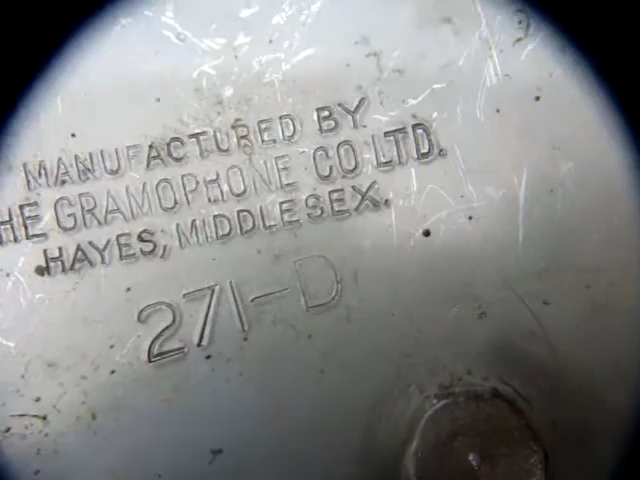 MANUFACTURED BY
HE GRAMOPHONE CO LTD.
HAYES, MIDDLESEX.
271-D